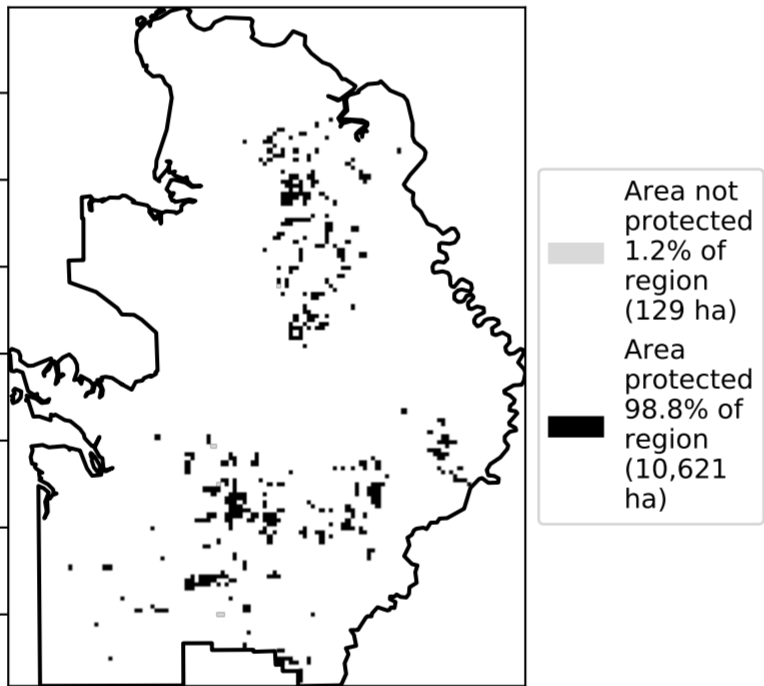 Area not
protected
1.2% of
region
(129 ha)
Area
protected
98.8% of
region
(10,621
ha)